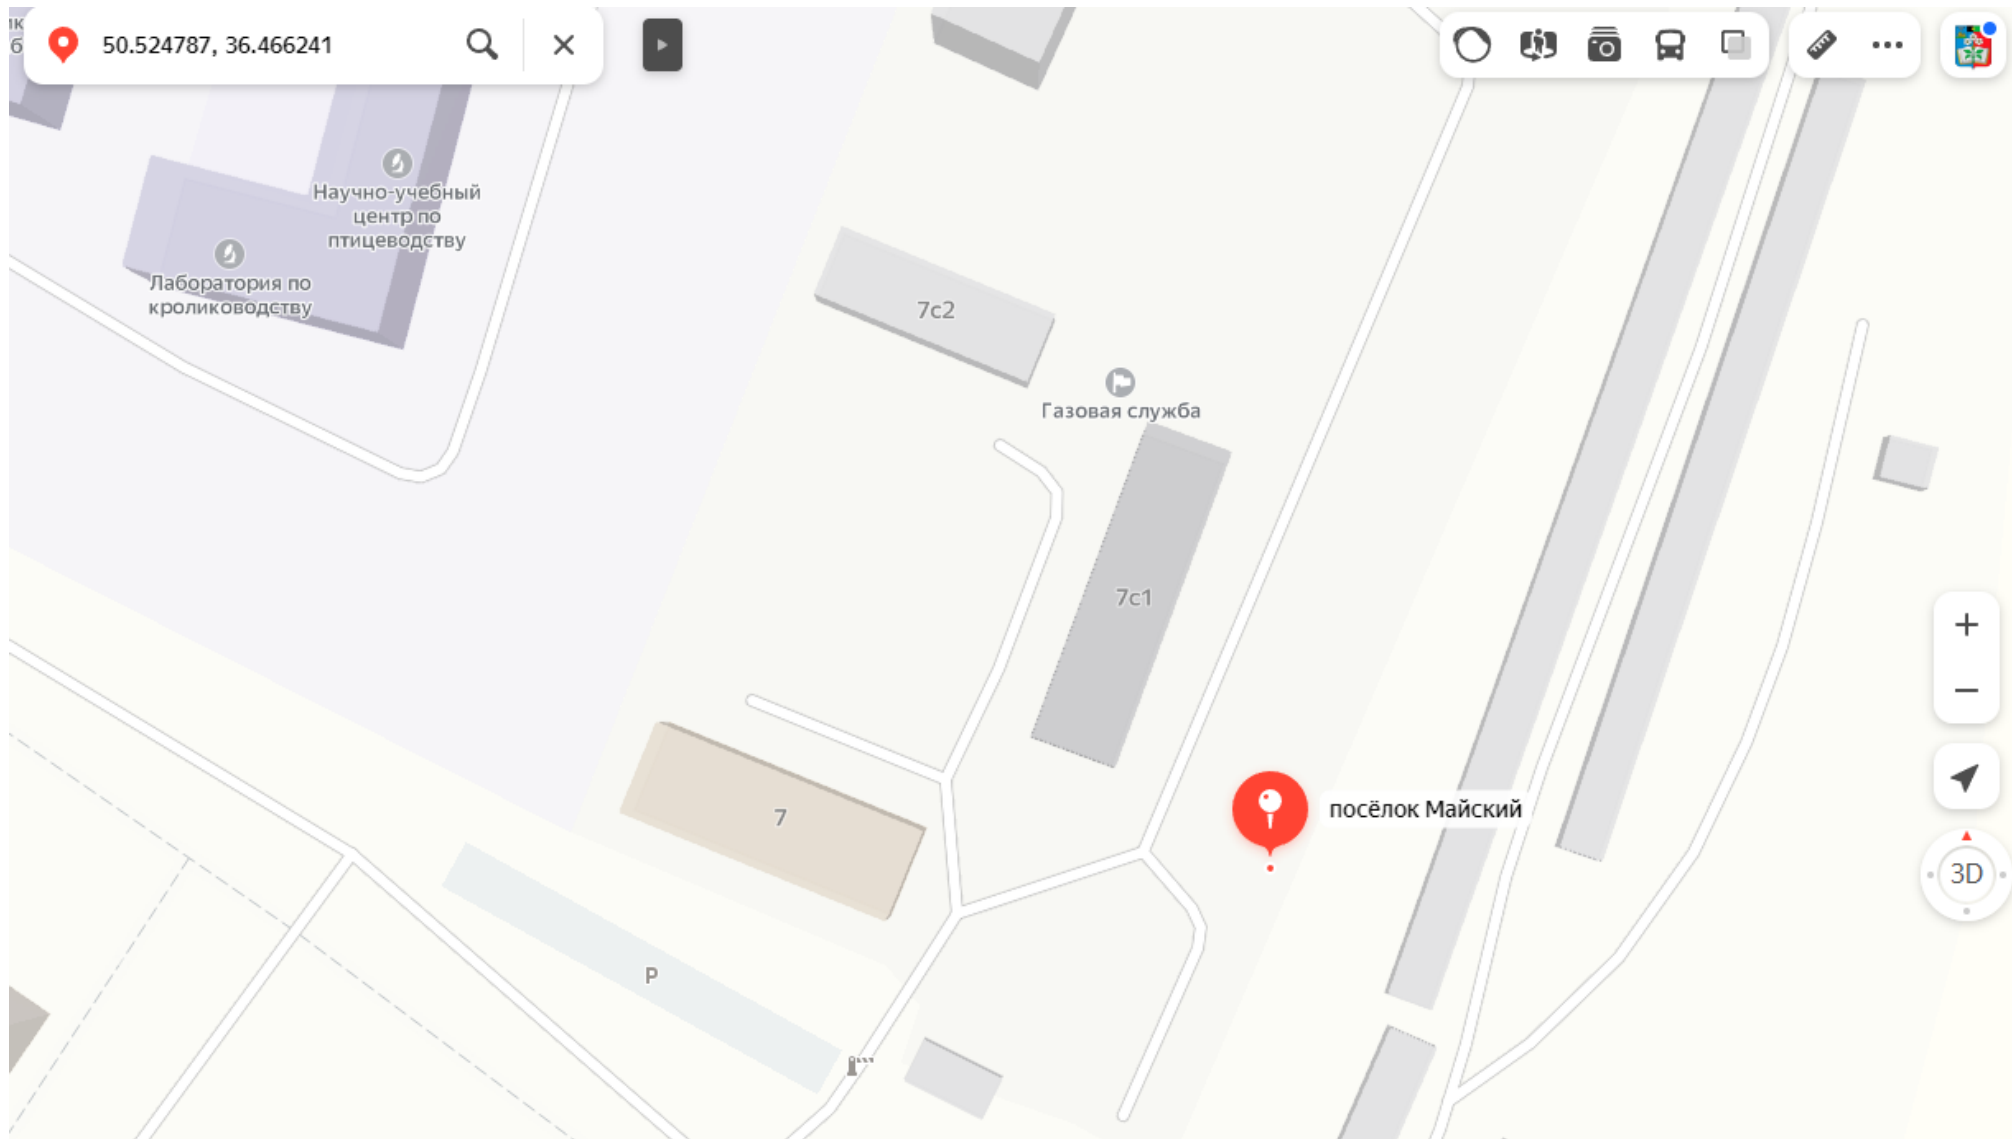 50.524787, 36.466241
Научно-учебный
центр по
птицеводству
Лаборатория по
кролиководству
7с2
Газовая служба
7с1
7
посёлок Майский
3D
P